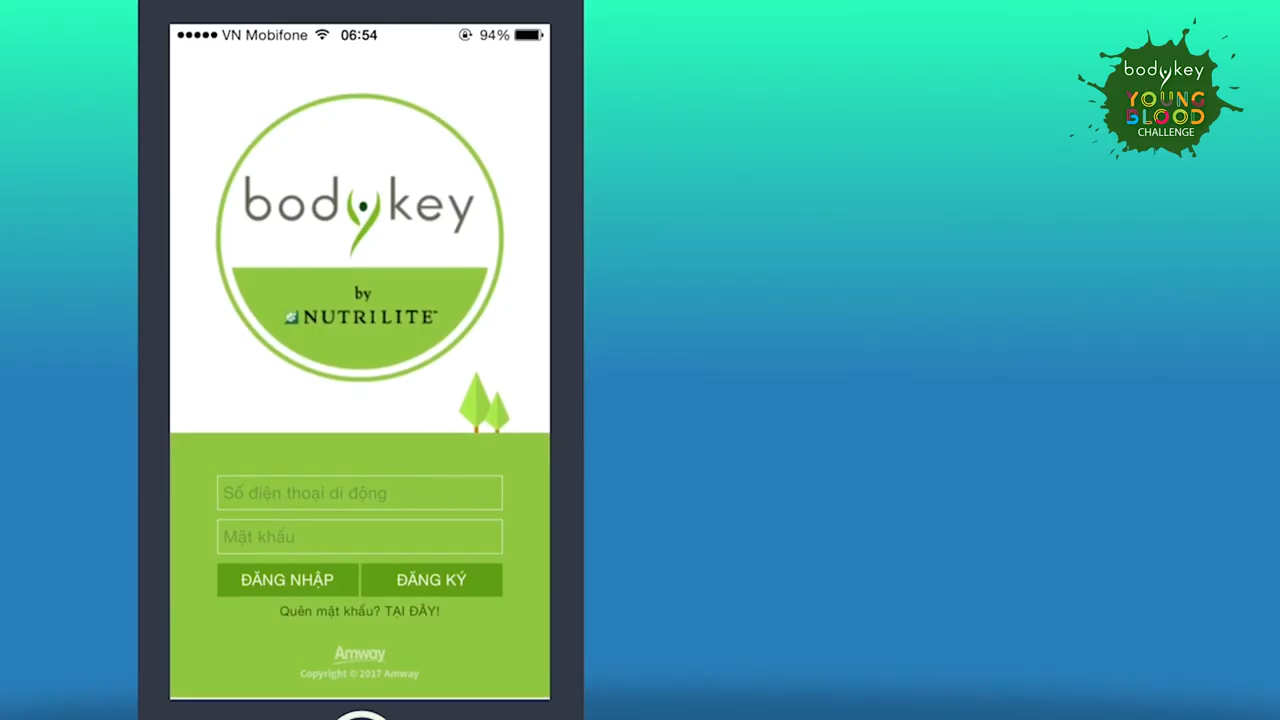 VN Mobifone 06:54 94%
bodykey
by
NUTRILITE™
Số điện thoại di động
Mật khẩu
ĐĂNG NHẬP ĐĂNG KÝ
Quên mật khẩu? TẠI ĐÂY!
Amway
Copyright © 2017 Amway
bodykey
YOUNG
BLOOD
CHALLENGE